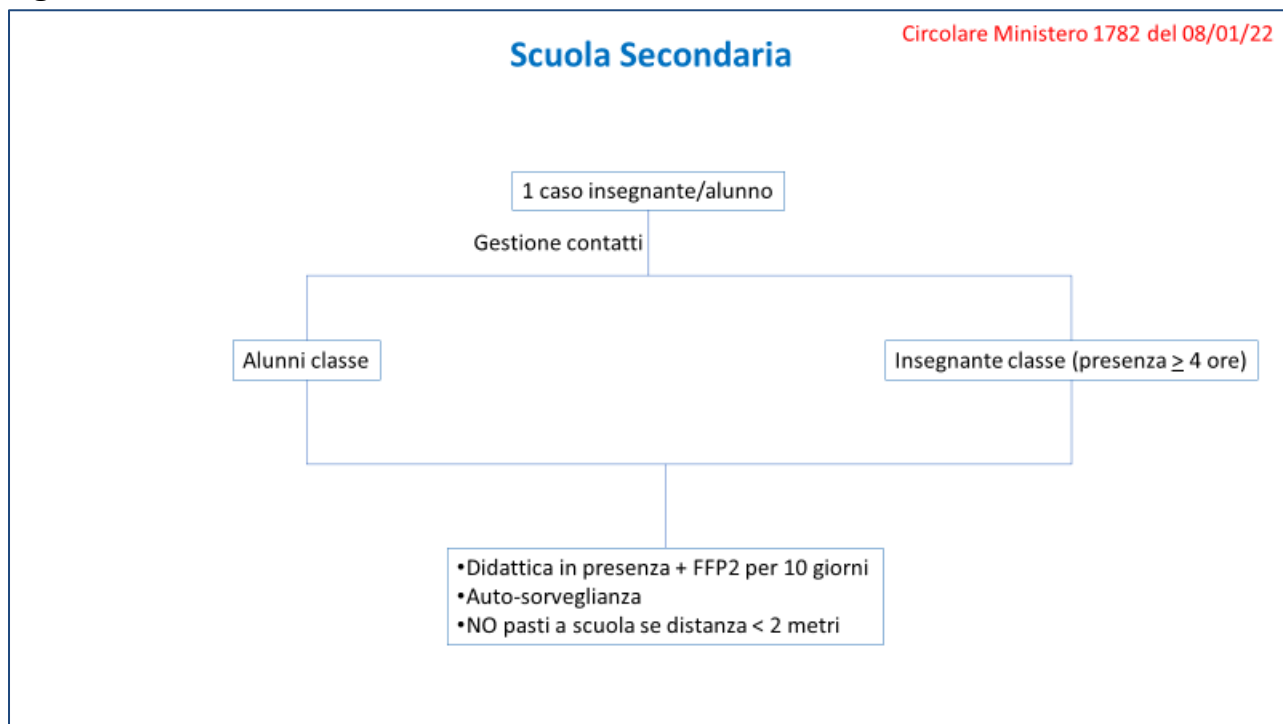 Circolare Ministero 1782 del 08/01/22
Scuola Secondaria
1 caso insegnante/alunno
Gestione contatti
Alunni classe
Insegnante classe (presenza ≥ 4 ore)
•Didattica in presenza + FFP2 per 10 giorni
•Auto-sorveglianza
•NO pasti a scuola se distanza < 2 metri